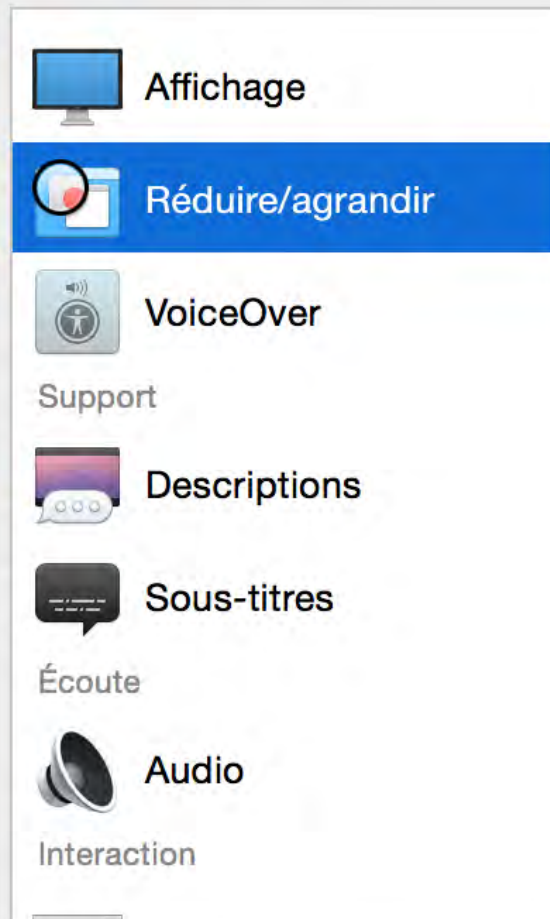 Affichage
Réduire/agrandir
VoiceOver
Support
Descriptions
Sous-titres
Écoute
Audio
Interaction